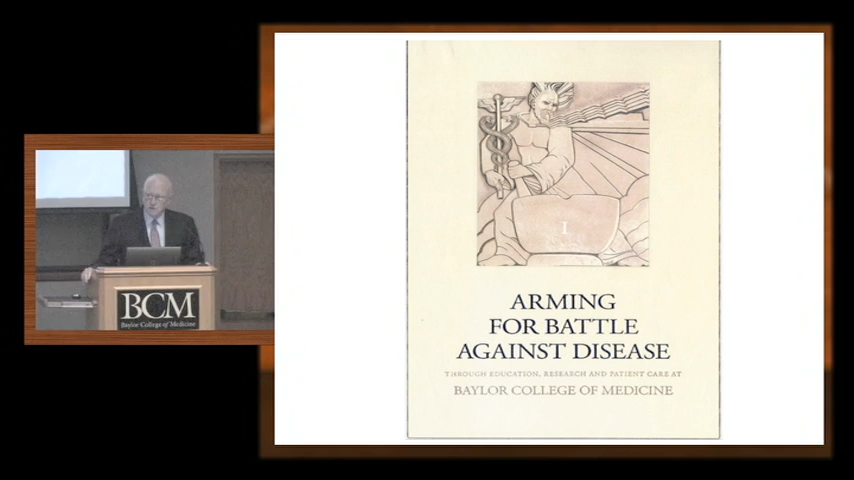 BCM
Baylor College of Medicine
I
ARMING
FOR BATTLE
AGAINST DISEASE
THROUGH EDUCATION, RESEARCH AND PATIENT CARE AT
BAYLOR COLLEGE OF MEDICINE